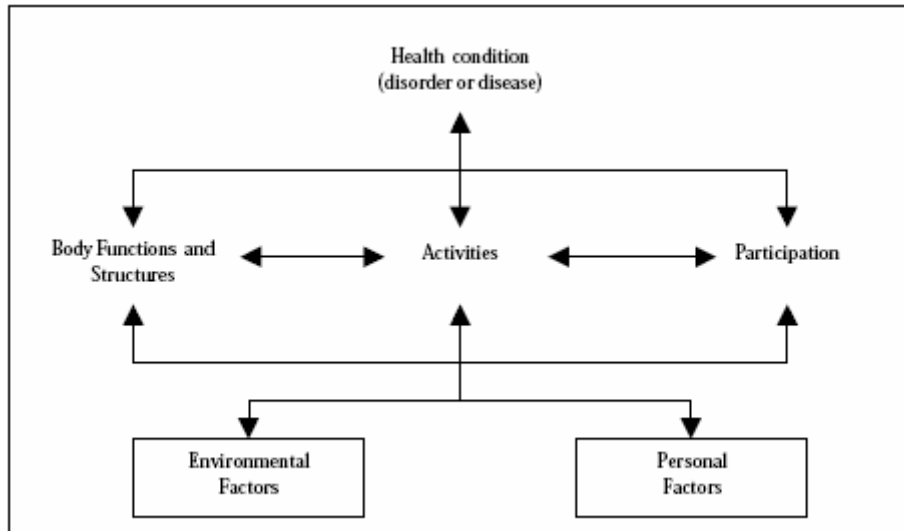 Health condition
(disorder or disease)
Body Functions and
Structures
Activities
Participation
Environmental
Factors
Personal
Factors